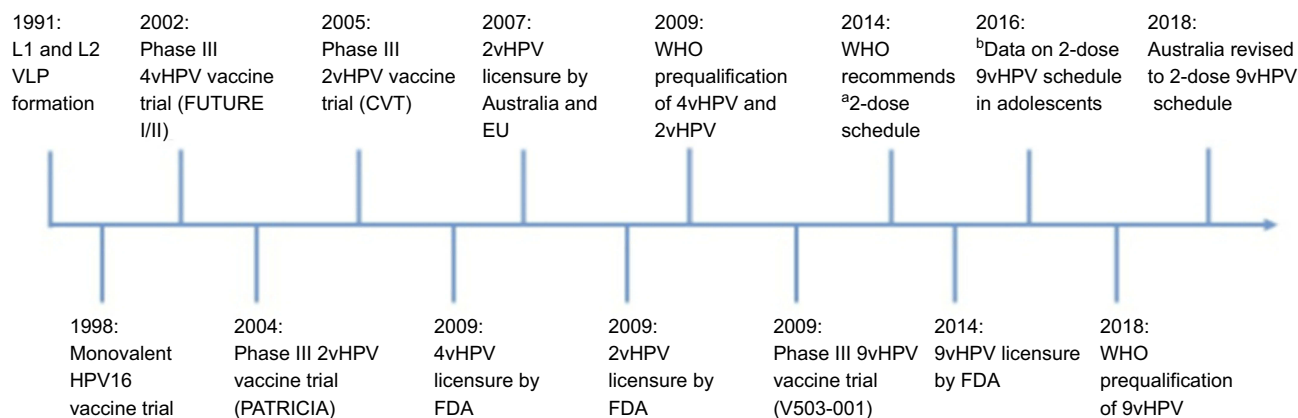 1991:
L1 and L2
VLP
formation
2002:
Phase III
4vHPV vaccine
trial (FUTURE
I/II)
2005:
Phase III
2vHPV vaccine
trial (CVT)
2007:
2vHPV
licensure by
Australia and
EU
2009:
WHO
prequalification
of 4vHPV and
2vHPV
2014:
WHO
recommends
a2-dose
schedule
2016:
bData on 2-dose
9vHPV schedule
in adolescents
2018:
Australia revised
to 2-dose 9vHPV
schedule
1998:
Monovalent
HPV16
vaccine trial
2004:
Phase III 2vHPV
vaccine trial
(PATRICIA)
2009:
4vHPV
licensure by
FDA
2009:
2vHPV
licensure by
FDA
2009:
Phase III 9vHPV
vaccine trial
(V503-001)
2014:
9vHPV licensure
by FDA
2018:
WHO
prequalification
of 9vHPV